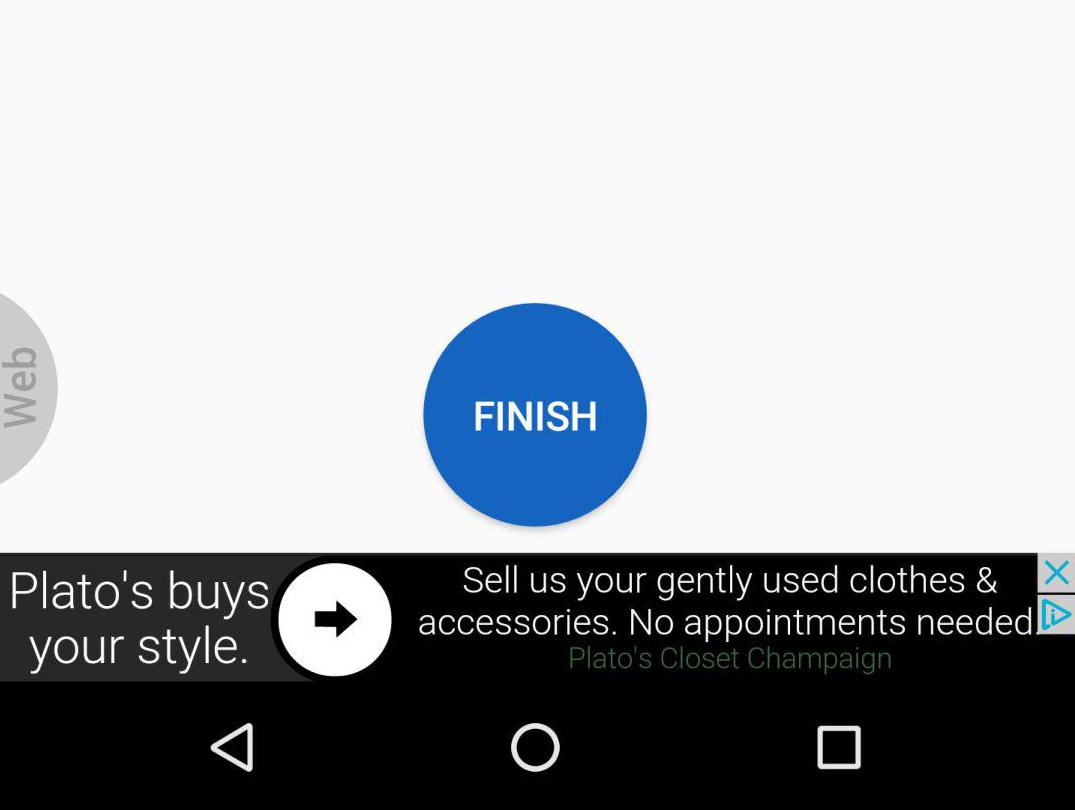 Web
FINISH
Plato's buys
your style.
Sell us your gently used clothes &
accessories. No appointments needed.
Plato's Closet Champaign